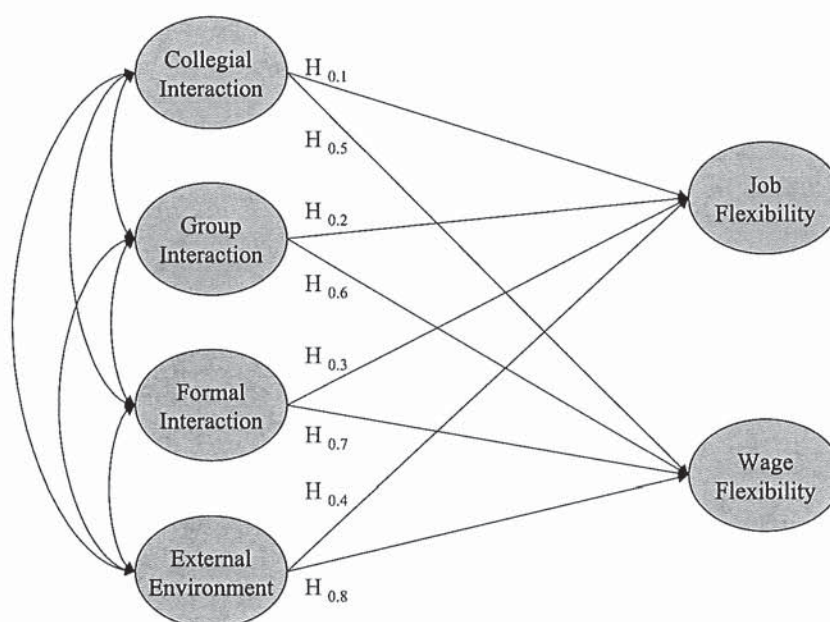 Collegial
Interaction
H 0.1
H 0.5
Group
Interaction
H 0.2
H 0.6
Formal
Interaction
H 0.3
H 0.7
External
Environment
H 0.4
H 0.8
Job
Flexibility
Wage
Flexibility